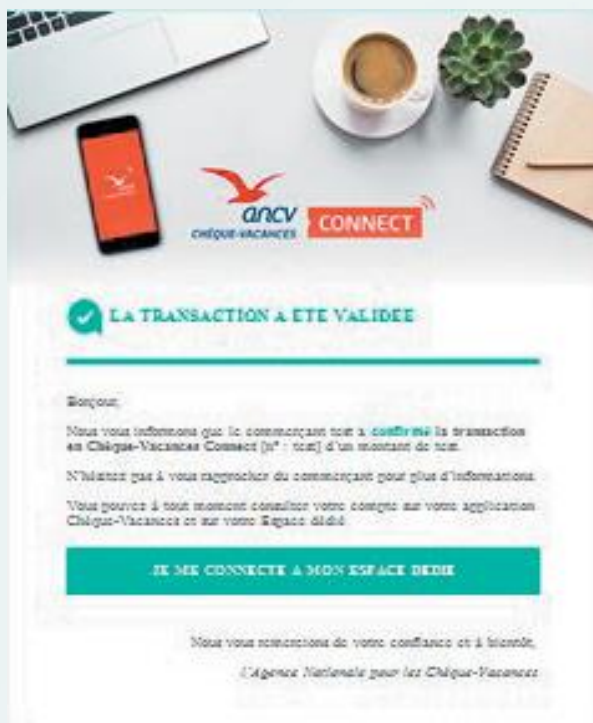 ancv
CHÈQUE-VACANCES
CONNECT
LA TRANSACTION A ETE VALIDEE
Bonjour,
Nous vous informons que le commerçant test a confirmé la transaction
en Chèque-Vacances Connect [n° : test] d'un montant de test.
N'hésitez pas à vous rapprocher du commerçant pour plus d'informations.
Vous pouvez à tout moment consulter votre compte sur votre application
Chèque-Vacances et sur votre Espace dédié.
JE ME CONNECTE A MON ESPACE DEDIE
Nous vous remercions de votre confiance et à bientôt,
L'Agence Nationale pour les Chèque-Vacances